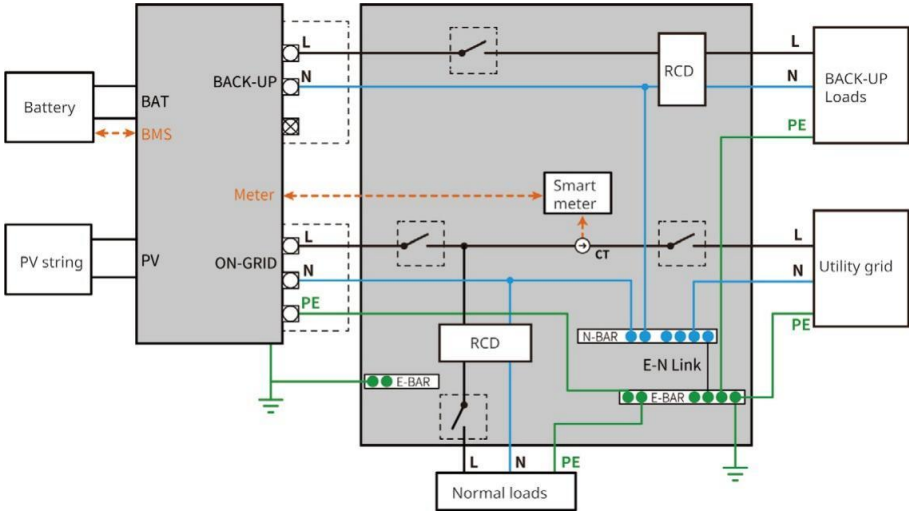 L
N
BACK-UP
BAT
BMS
Battery
RCD
L
N
PE
BACK-UP
Loads
Meter
Smart
meter
CT
PV string
PV
L
ON-GRID
N
PE
L
N
PE
Utility grid
RCD
N-BAR
E-N Link
E-BAR
E-BAR
L
N
PE
Normal loads